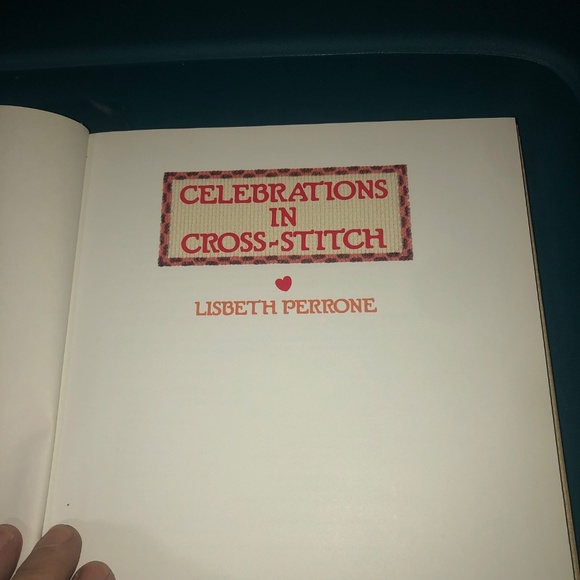 CELEBRATIONS
IN
CROSS-STITCH
LISBETH PERRONE